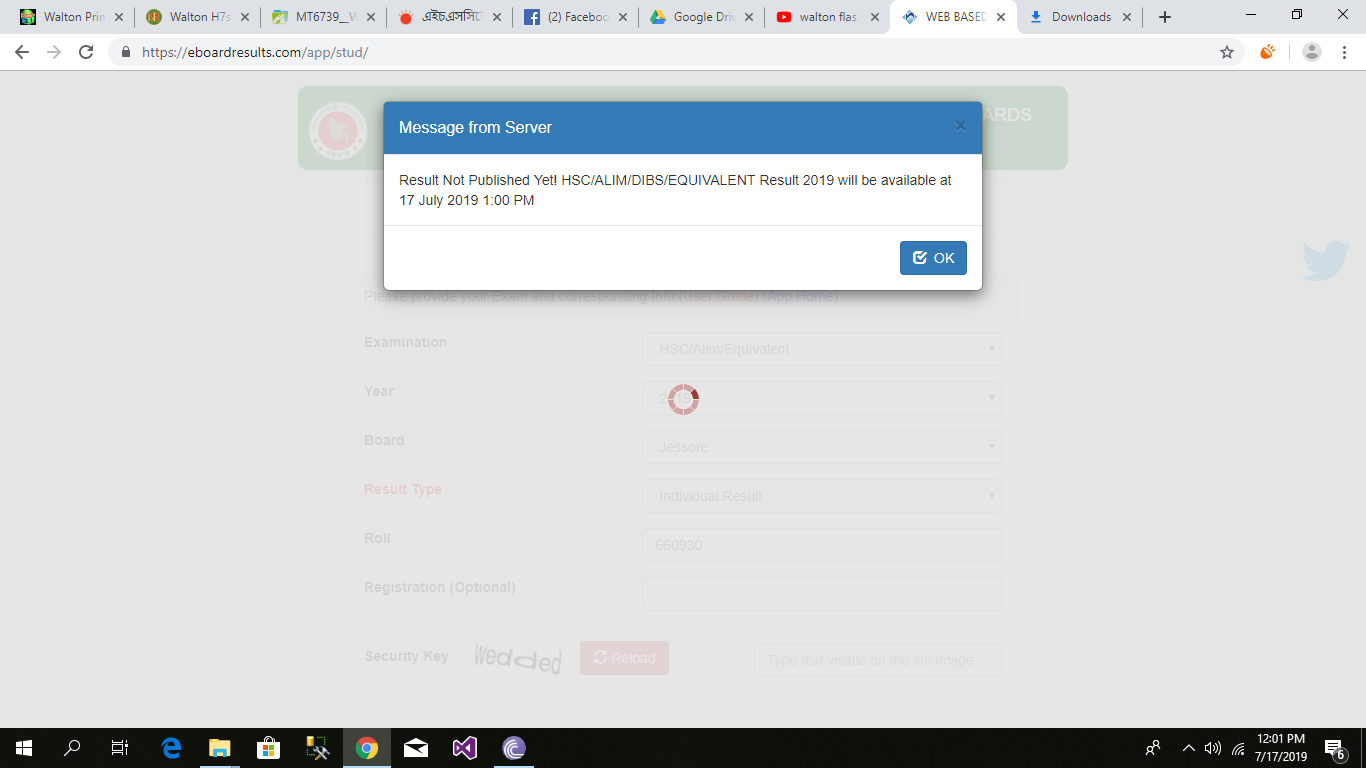 Walton Prin
Walton H7s
MT6739__W
এইচএসসিতে
(2) Faceboo
Google Driv
walton flas
WEB BASED
Downloads
https://eboardresults.com/app/stud/
ARDS
Message from Server
×
Result Not Published Yet! HSC/ALIM/DIBS/EQUIVALENT Result 2019 will be available at
17 July 2019 1:00 PM
OK
Please provide your Exam and corresponding info (User Guide) (App Home)
Examination
HSC/Alim/Equivalent
Year
2019
Board
Jessore
Result Type
Individual Result
Roll
660930
Registration (Optional)
Security Key
Wedded
Reload
Type text visible on the left image
12:01 PM
7/17/2019
6